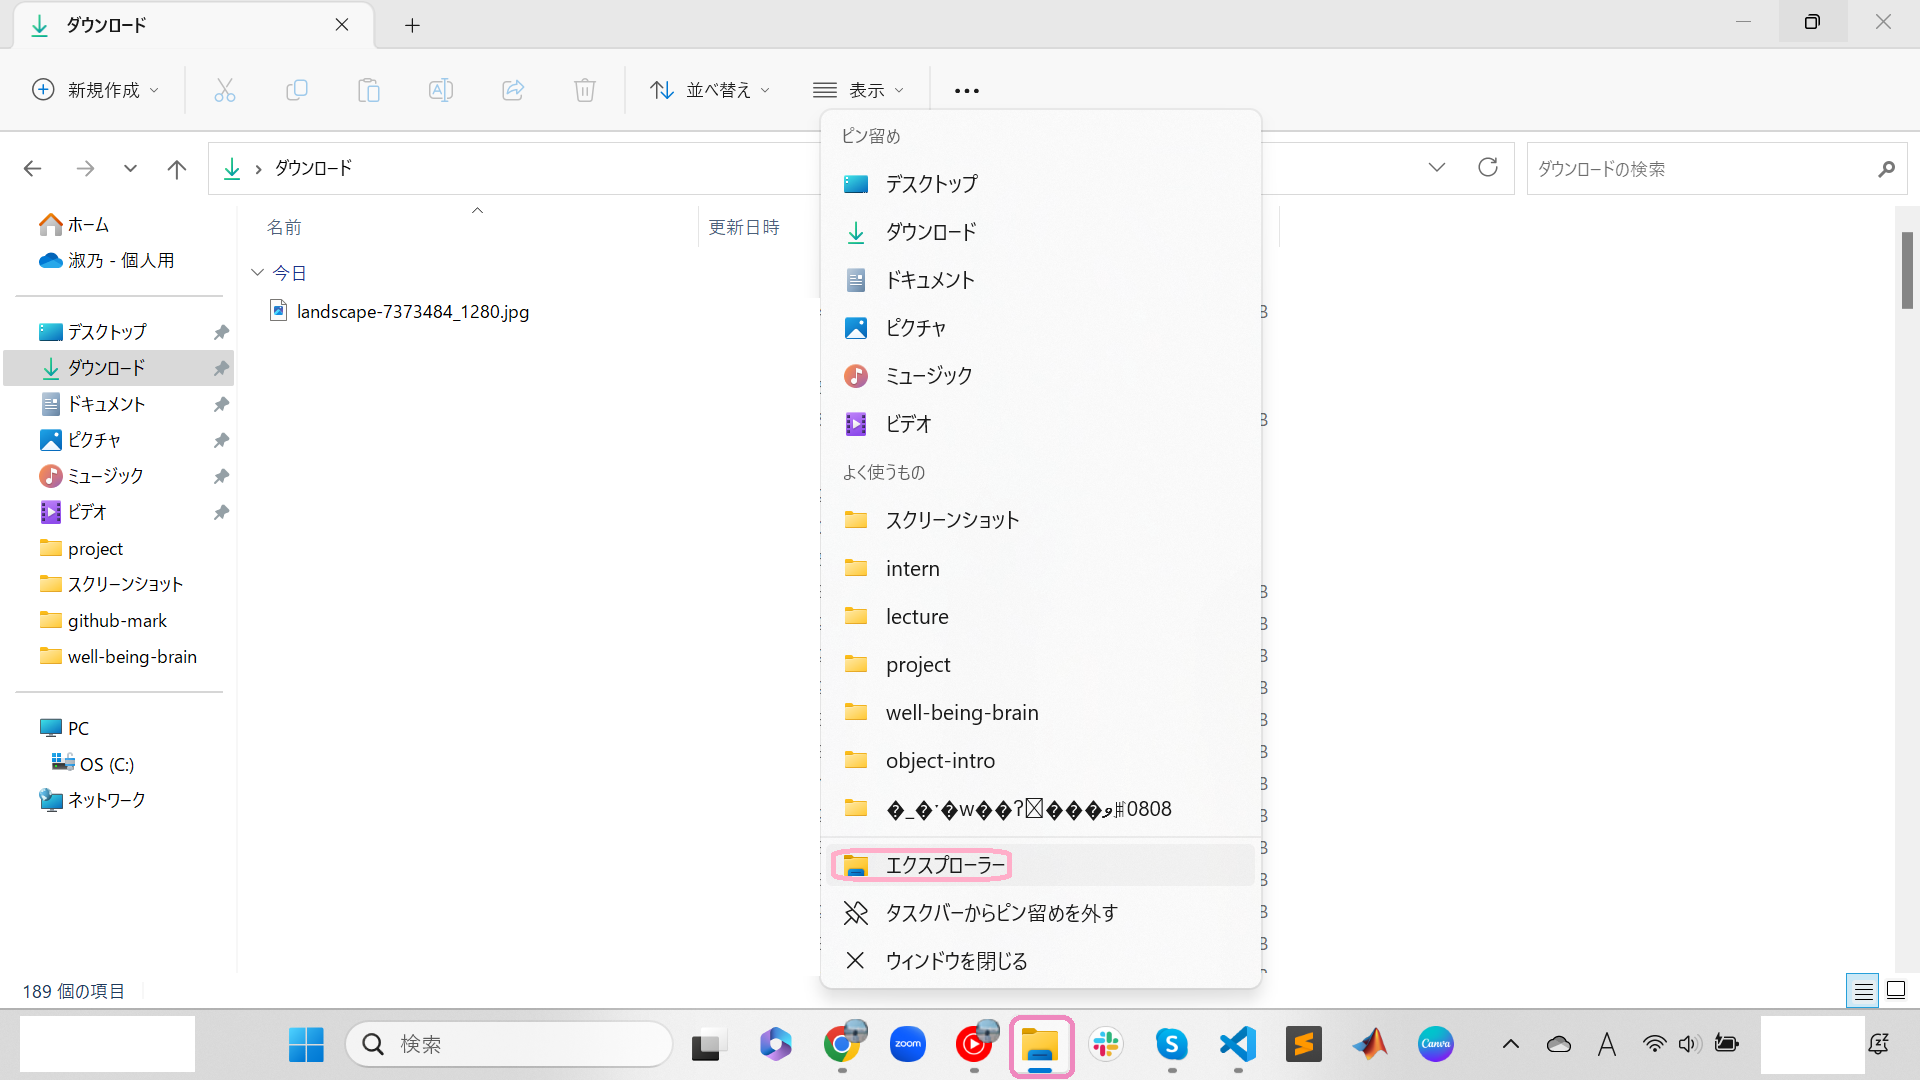 ダウンロード
新規作成
並べ替え
表示
ダウンロード
ダウンロードの検索
ホーム
淑乃 - 個人用
デスクトップ
ダウンロード
ドキュメント
ピクチャ
ミュージック
ビデオ
project
スクリーンショット
github-mark
well-being-brain
PC
OS (C:)
ネットワーク
名前
更新日時
今日
landscape-7373484_1280.jpg
ピン留め
デスクトップ
ダウンロード
ドキュメント
ピクチャ
ミュージック
ビデオ
よく使うもの
スクリーンショット
intern
lecture
project
well-being-brain
object-intro
0808
エクスプローラー
タスクバーからピン留めを外す
ウィンドウを閉じる
189 個の項目
検索
zoom
S
Canva
A